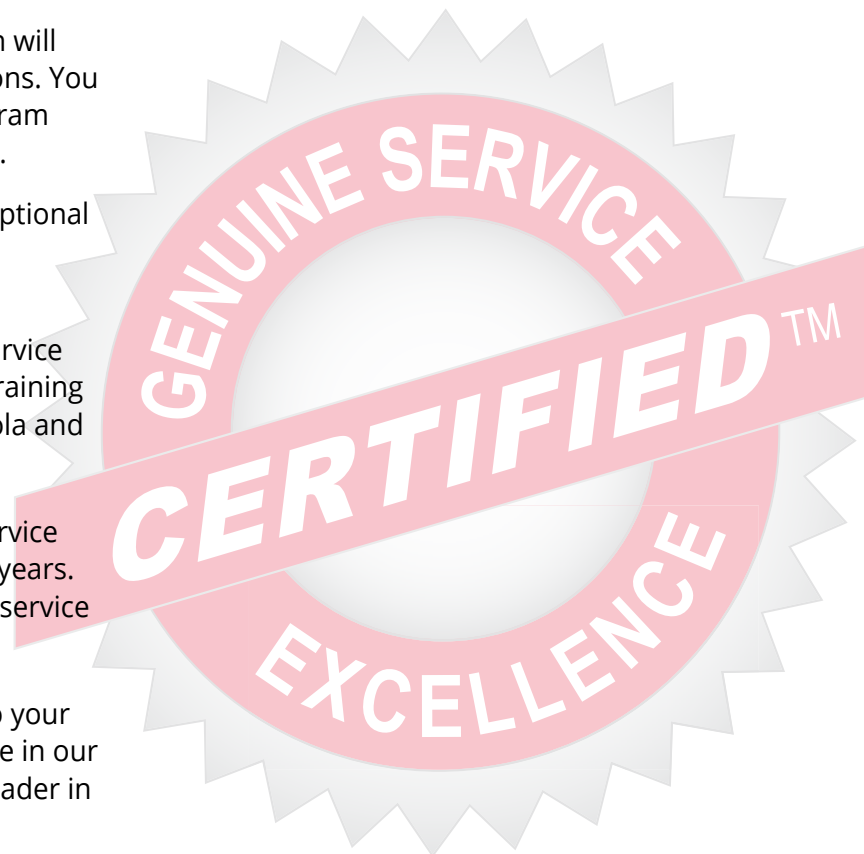 will
ons. You
ram
.
ptional
rvice
raining
ola and
rvice
years.
service
your
e in our
ader in
GENUINE SERVICE
CERTIFIED™
EXCELLENCE